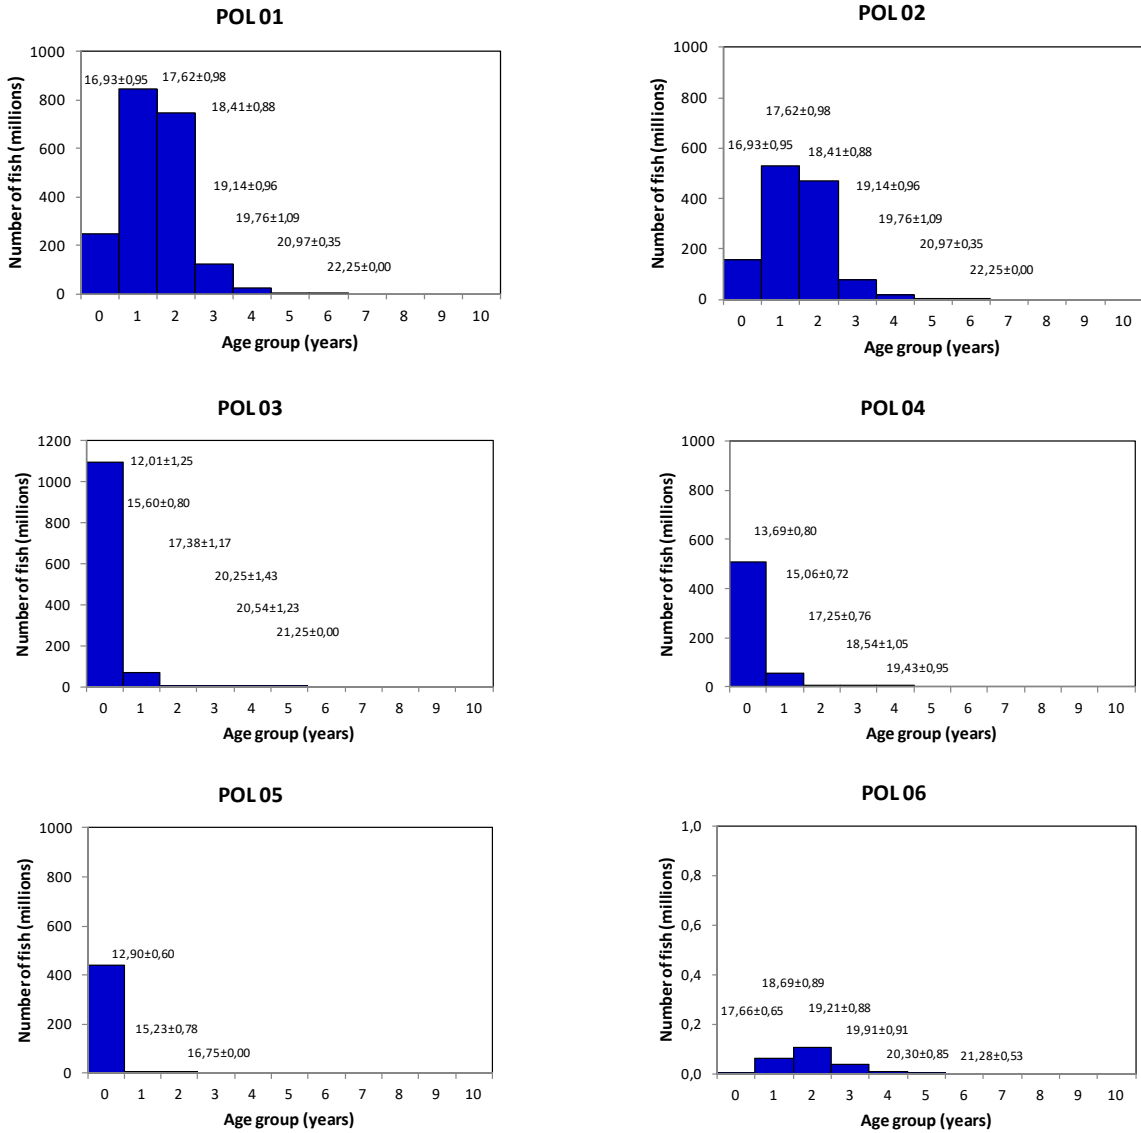 POL 01
Number of fish (millions)
1000
800
600
400
200
0
16,93±0,95
17,62±0,98
18,41±0,88
19,14±0,96
19,76±1,09
20,97±0,35
22,25±0,00
0 1 2 3 4 5 6 7 8 9 10
Age group (years)
POL 02
Number of fish (millions)
1000
800
600
400
200
0
17,62±0,98
16,93±0,95
18,41±0,88
19,14±0,96
19,76±1,09
20,97±0,35
22,25±0,00
0 1 2 3 4 5 6 7 8 9 10
Age group (years)
POL 03
Number of fish (millions)
1200
1000
800
600
400
200
0
12,01±1,25
15,60±0,80
17,38±1,17
20,25±1,43
20,54±1,23
21,25±0,00
0 1 2 3 4 5 6 7 8 9 10
Age group (years)
POL 04
Number of fish (millions)
1000
800
600
400
200
0
13,69±0,80
15,06±0,72
17,25±0,76
18,54±1,05
19,43±0,95
0 1 2 3 4 5 6 7 8 9 10
Age group (years)
POL 05
Number of fish (millions)
1000
800
600
400
200
0
12,90±0,60
15,23±0,78
16,75±0,00
0 1 2 3 4 5 6 7 8 9 10
Age group (years)
POL 06
Number of fish (millions)
1,0
0,8
0,6
0,4
0,2
0,0
18,69±0,89
17,66±0,65
19,21±0,88
19,91±0,91
20,30±0,85
21,28±0,53
0 1 2 3 4 5 6 7 8 9 10
Age group (years)